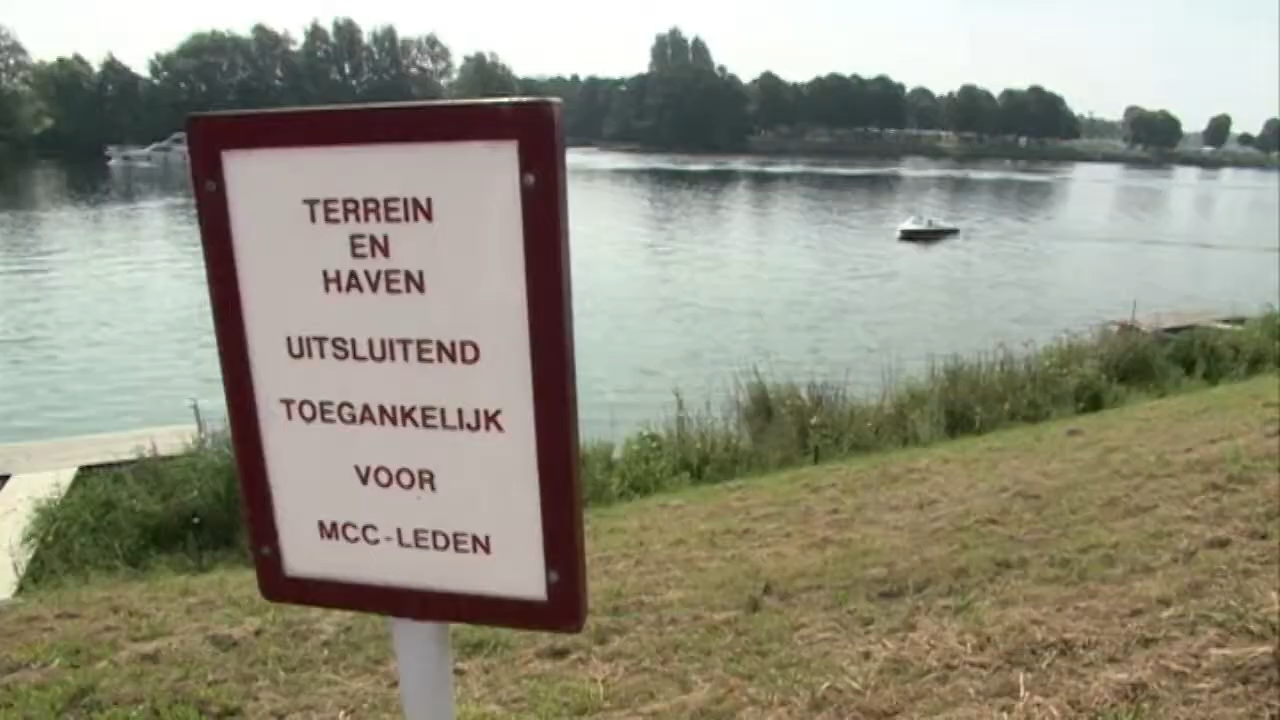 TERREIN
EN
HAVEN
UITSLUITEND
TOEGANKELIJK
VOOR
MCC-LEDEN